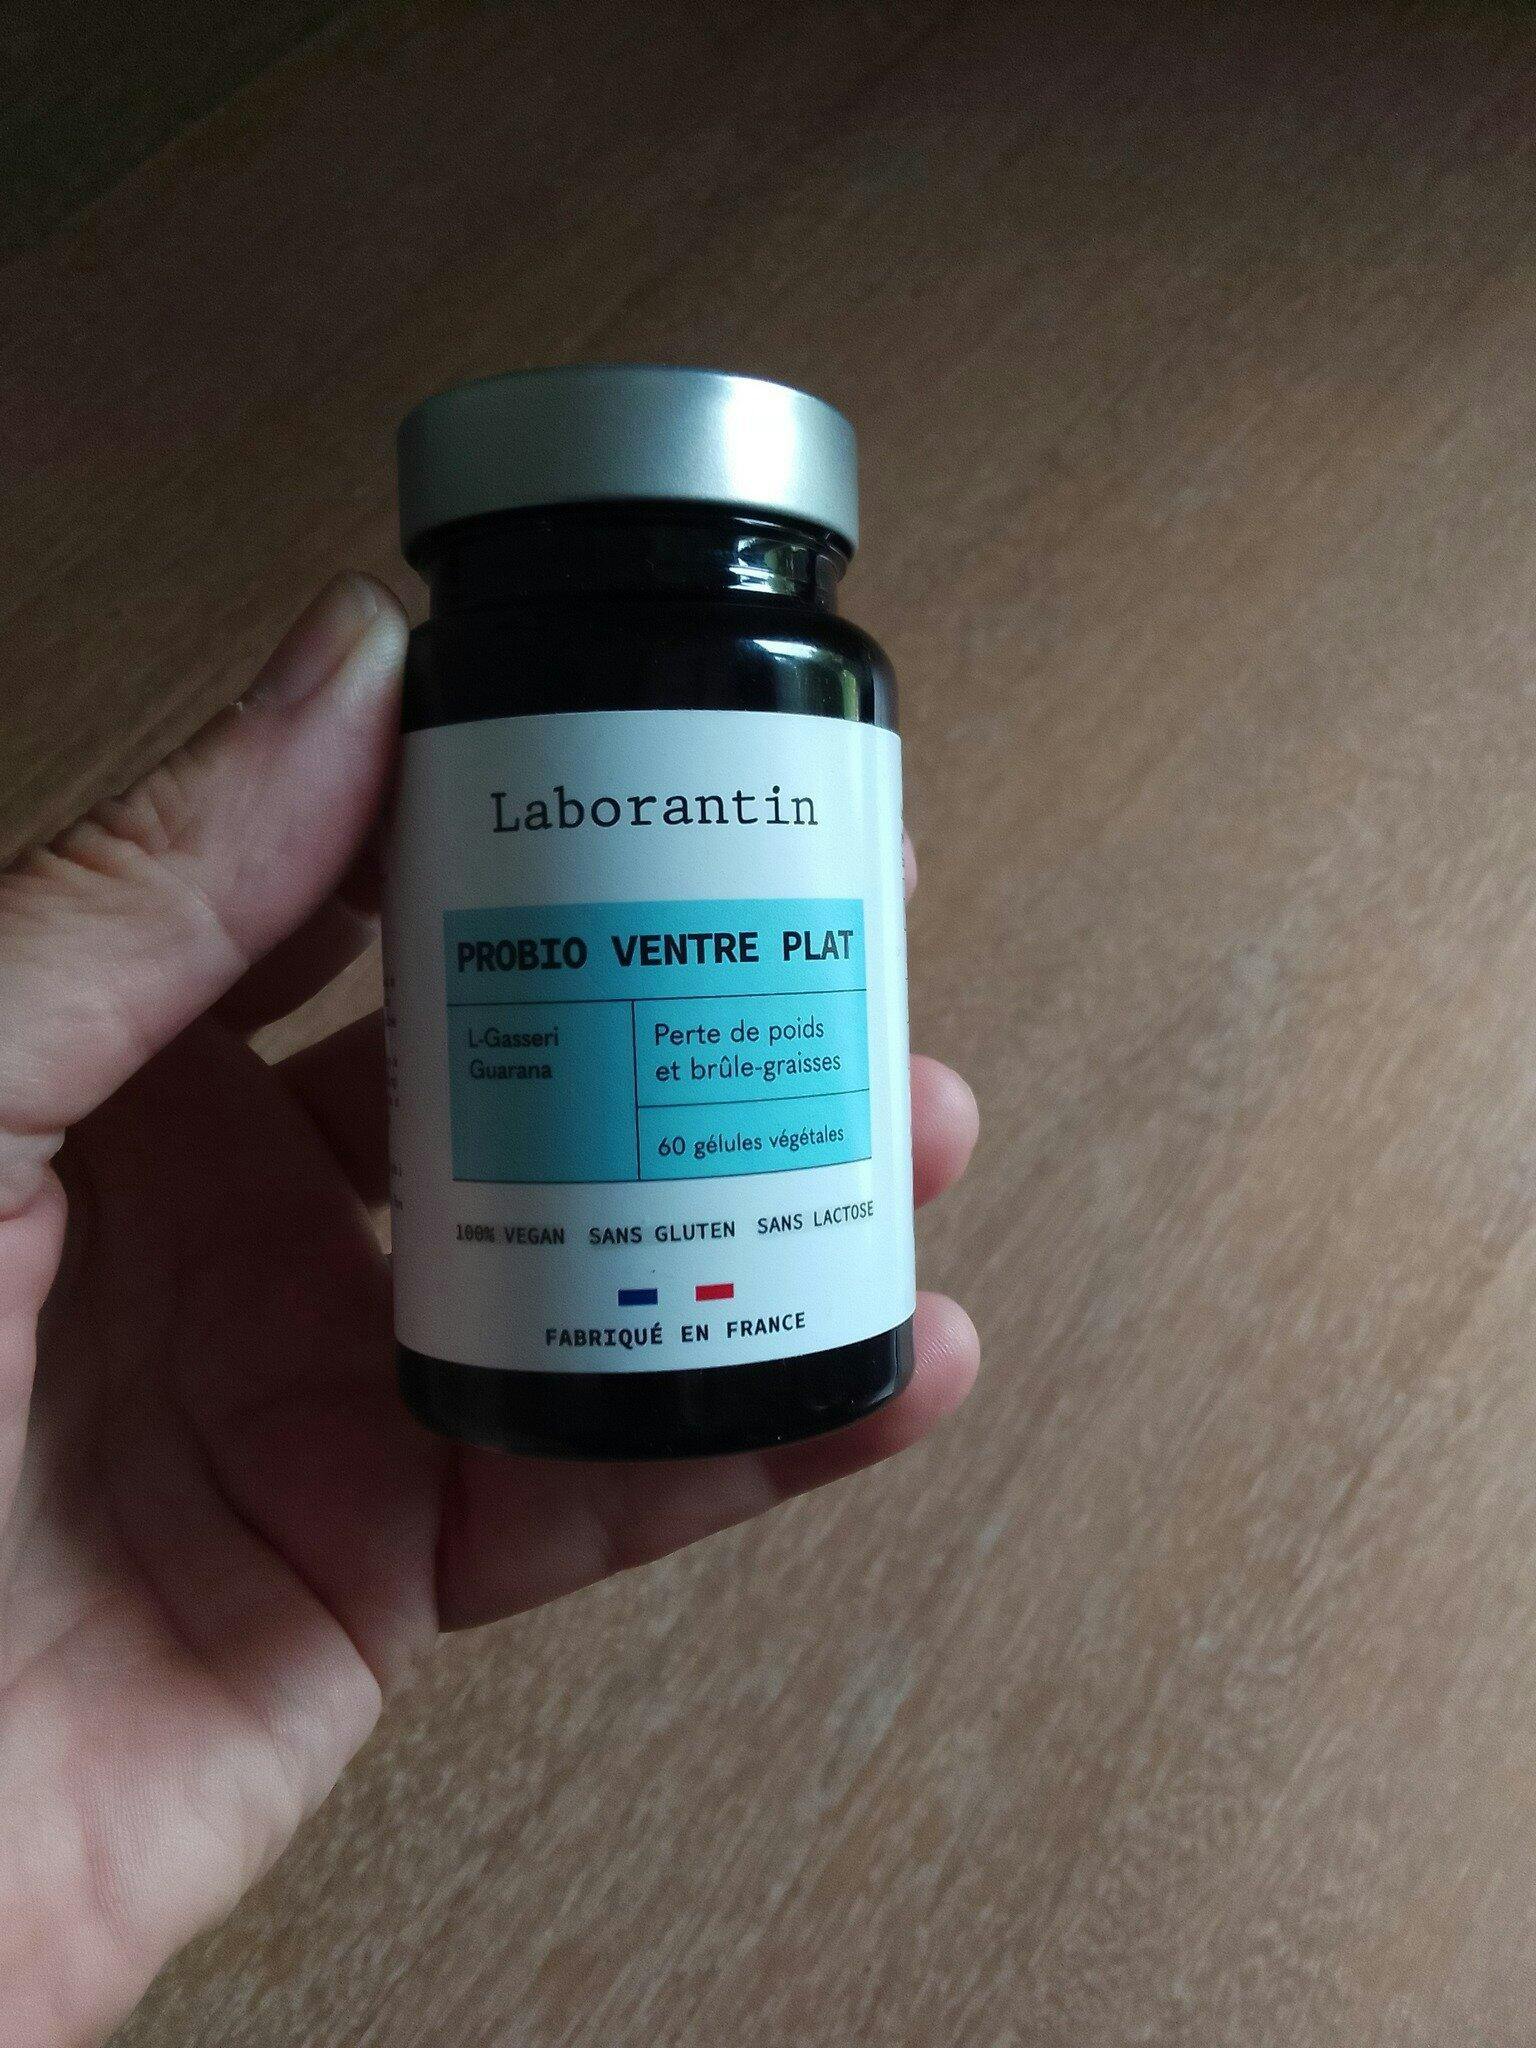 Laborantin
PROBIO VENTRE PLAT
L-Gasseri
Guarana
Perte de poids
et brûle-graisses
60 gélules végétales
100% VEGAN SANS GLUTEN SANS LACTOSE
FABRIQUÉ EN FRANCE